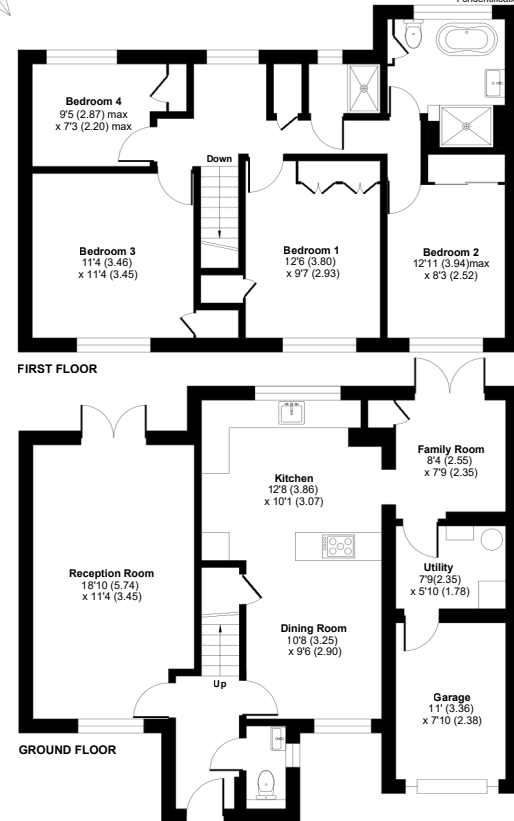 Bedroom 4
9'5 (2.87) max
x 7'3 (2.20) max
Down
Bedroom 3
11'4 (3.46)
x 11'4 (3.45)
Bedroom 1
12'6 (3.80)
x 9'7 (2.93)
Bedroom 2
12'11 (3.94)max
x 8'3 (2.52)
FIRST FLOOR
Kitchen
12'8 (3.86)
x 10'1 (3.07)
Family Room
8'4 (2.55)
x 7'9 (2.35)
Reception Room
18'10 (5.74)
x 11'4 (3.45)
Utility
7'9(2.35)
x 5'10 (1.78)
Dining Room
10'8 (3.25)
x 9'6 (2.90)
Up
Garage
11' (3.36)
x 7'10 (2.38)
GROUND FLOOR